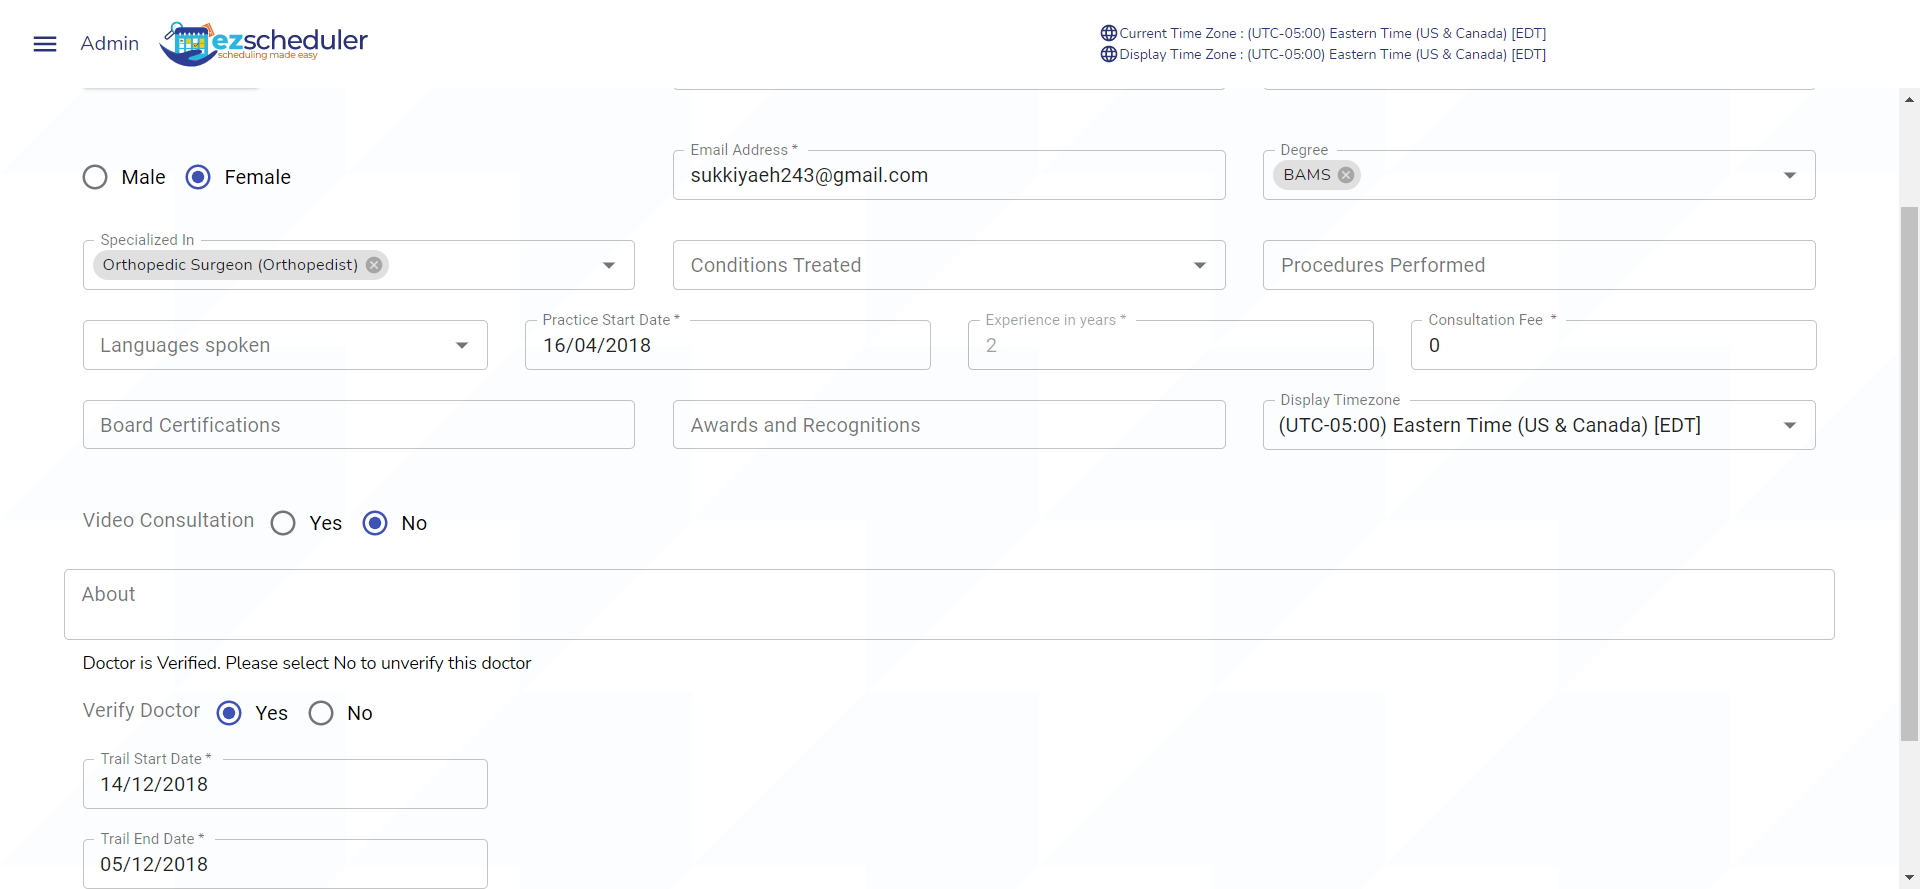 Admin
ezscheduler
scheduling made easy
Current Time Zone : (UTC-05:00) Eastern Time (US & Canada) [EDT]
Display Time Zone : (UTC-05:00) Eastern Time (US & Canada) [EDT]
Male Female
Email Address *
sukkiyaeh243@gmail.com
Degree
BAMS
Specialized In
Orthopedic Surgeon (Orthopedist)
Conditions Treated
Procedures Performed
Languages spoken
Practice Start Date *
16/04/2018
Experience in years *
2
Consultation Fee *
0
Board Certifications
Awards and Recognitions
Display Timezone
(UTC-05:00) Eastern Time (US & Canada) [EDT]
Video Consultation Yes No
About
Doctor is Verified. Please select No to unverify this doctor
Verify Doctor Yes No
Trail Start Date *
14/12/2018
Trail End Date *
05/12/2018